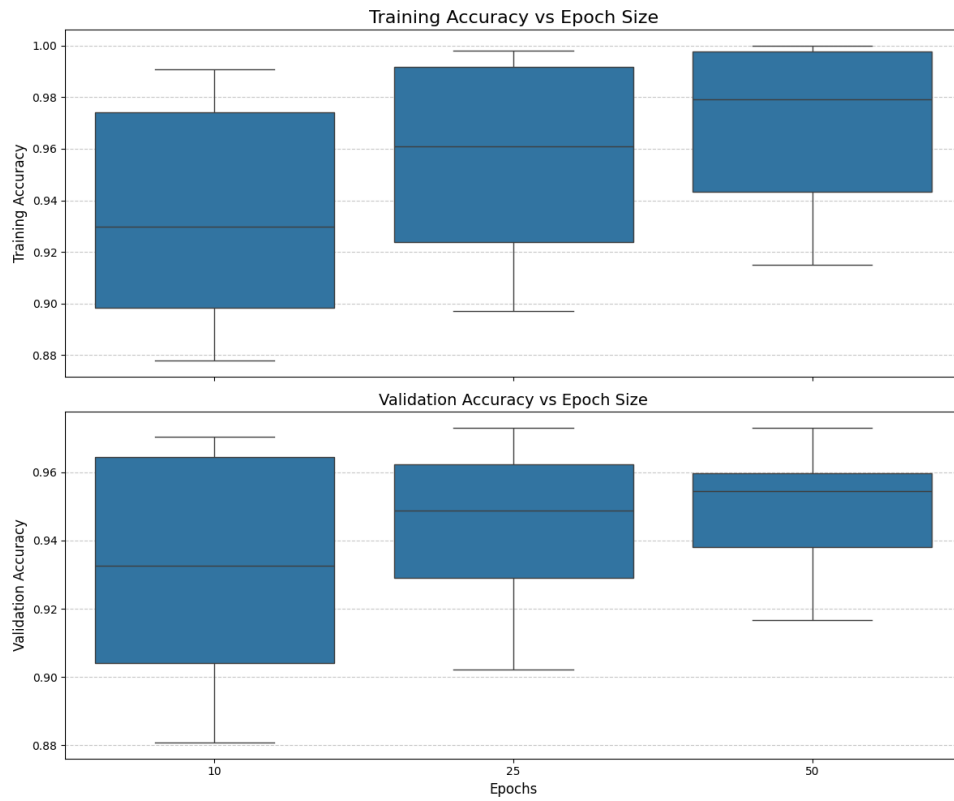 Training Accuracy vs Epoch Size
Training Accuracy
1.00
0.98
0.96
0.94
0.92
0.90
0.88
Validation Accuracy vs Epoch Size
Validation Accuracy
0.96
0.94
0.92
0.90
0.88
10 25 50
Epochs